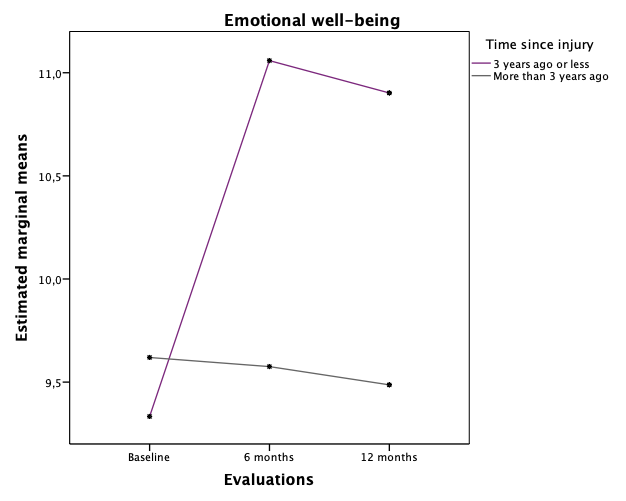 Emotional well-being
Time since injury
3 years ago or less
More than 3 years ago
Estimated marginal means
11,0
10,5
10,0
9,5
Baseline
6 months
12 months
Evaluations